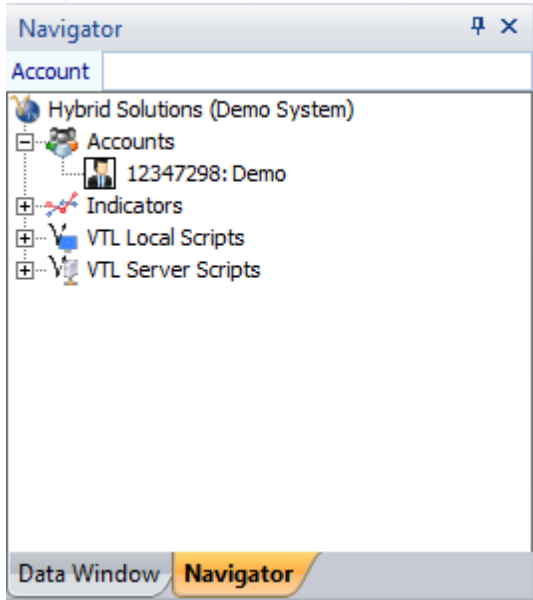 Navigator
Account
Hybrid Solutions (Demo System)
Accounts
12347298: Demo
Indicators
VTL Local Scripts
VTL Server Scripts
Data Window Navigator